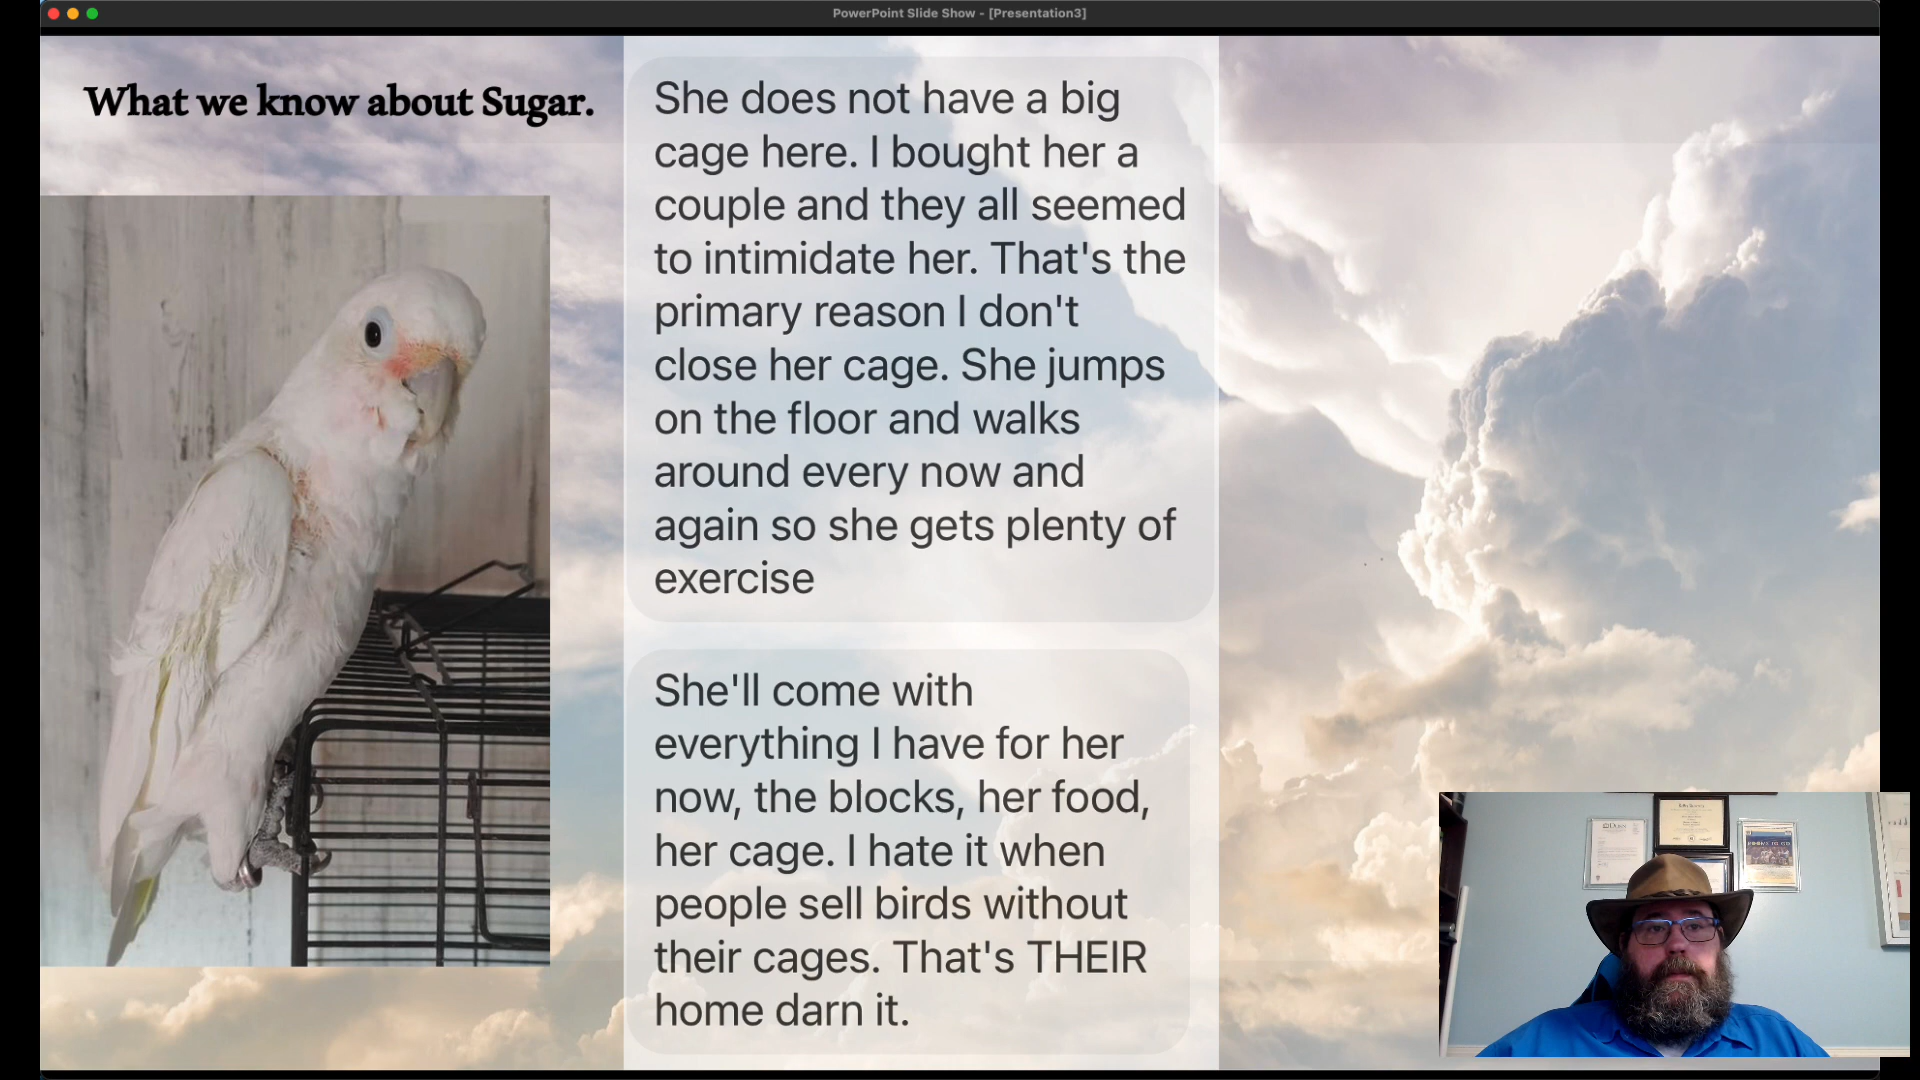 PowerPoint Slide Show - [Presentation3]
What we know about Sugar.
She does not have a big
cage here. I bought her a
couple and they all seemed
to intimidate her. That's the
primary reason I don't
close her cage. She jumps
on the floor and walks
around every now and
again so she gets plenty of
exercise
She'll come with
everything I have for her
now, the blocks, her food,
her cage. I hate it when
people sell birds without
their cages. That's THEIR
home darn it.